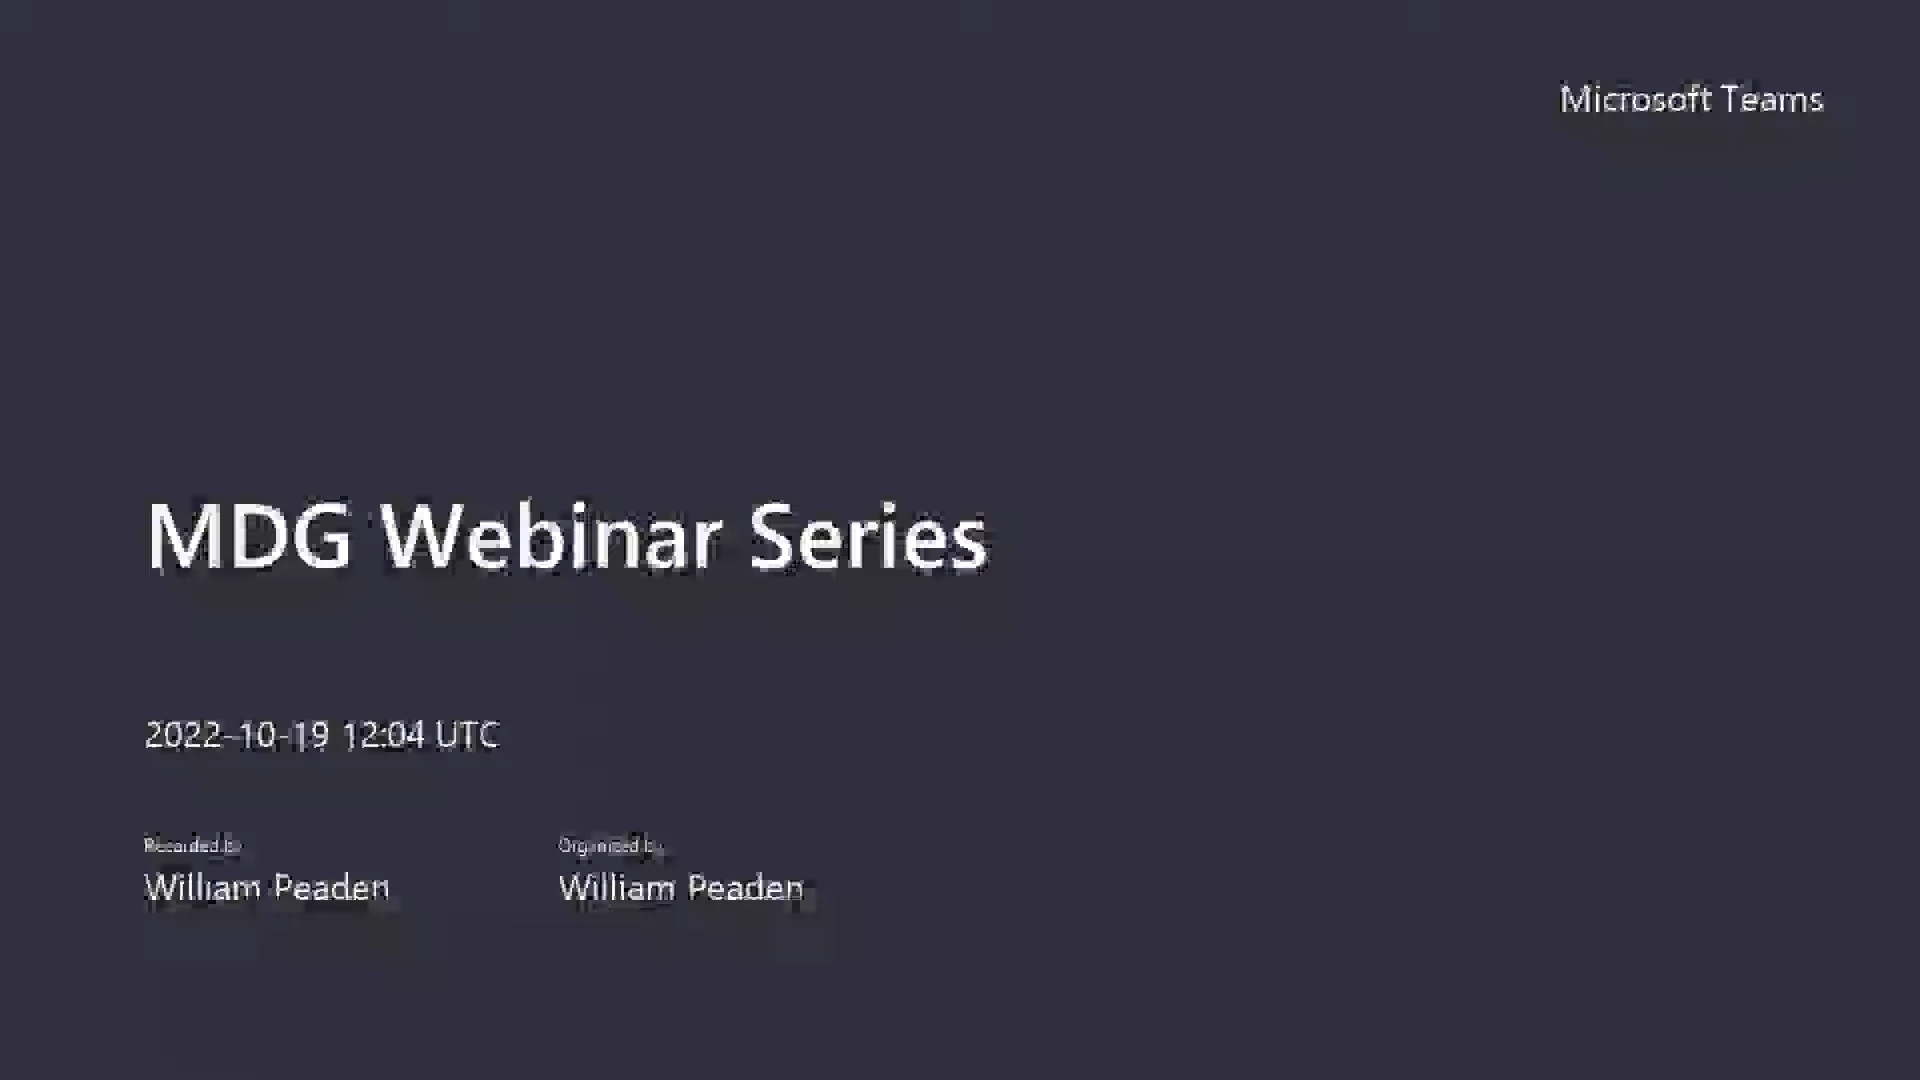 Microsoft Teams
MDG Webinar Series
2022-10-19 12:04 UTC
Recorded by
Organized by
William Peaden
William Peaden